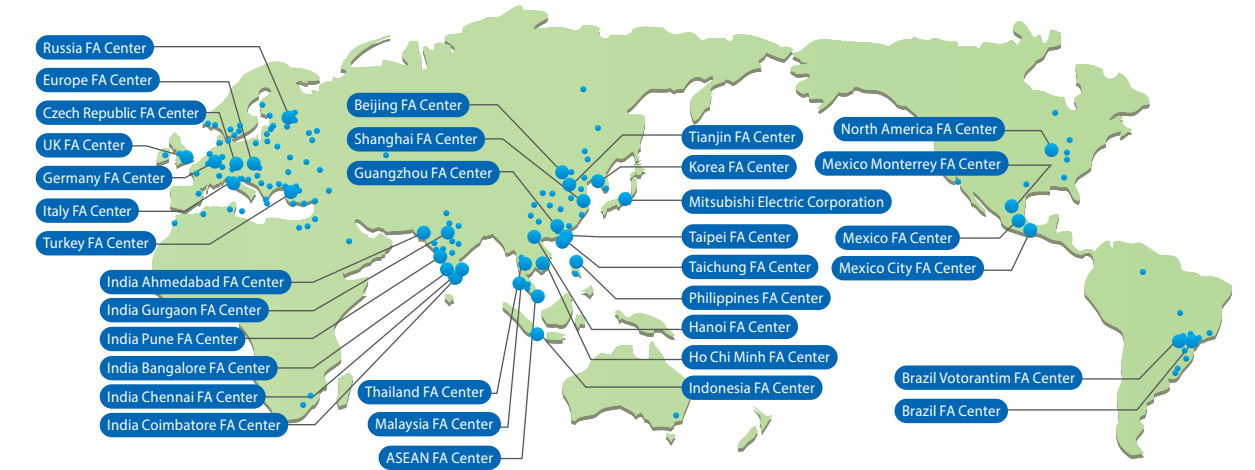 Russia FA Center
Europe FA Center
Czech Republic FA Center
UK FA Center
Germany FA Center
Italy FA Center
Turkey FA Center
India Ahmedabad FA Center
India Gurgaon FA Center
India Pune FA Center
India Bangalore FA Center
India Chennai FA Center
India Coimbatore FA Center
Beijing FA Center
Shanghai FA Center
Guangzhou FA Center
Thailand FA Center
Malaysia FA Center
ASEAN FA Center
Tianjin FA Center
Korea FA Center
Mitsubishi Electric Corporation
Taipei FA Center
Taichung FA Center
Philippines FA Center
Hanoi FA Center
Ho Chi Minh FA Center
Indonesia FA Center
North America FA Center
Mexico Monterrey FA Center
Mexico FA Center
Mexico City FA Center
Brazil Votorantim FA Center
Brazil FA Center